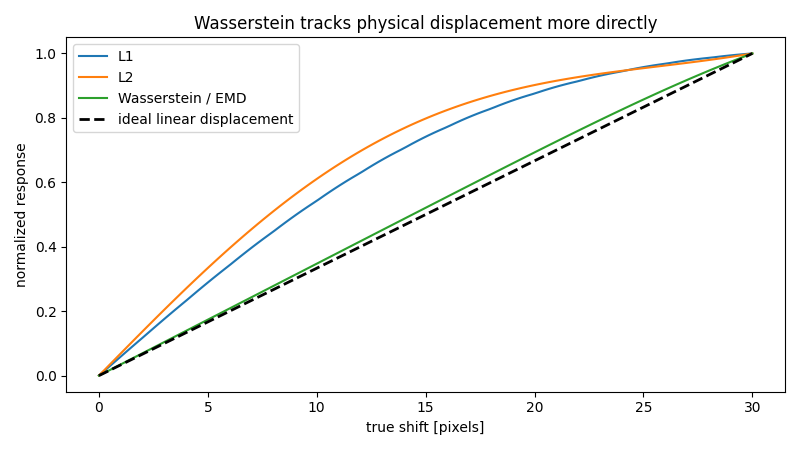 Wasserstein tracks physical displacement more directly
L1
L2
Wasserstein / EMD
ideal linear displacement
normalized response
1.0
0.8
0.6
0.4
0.2
0.0
0 5 10 15 20 25 30
true shift [pixels]